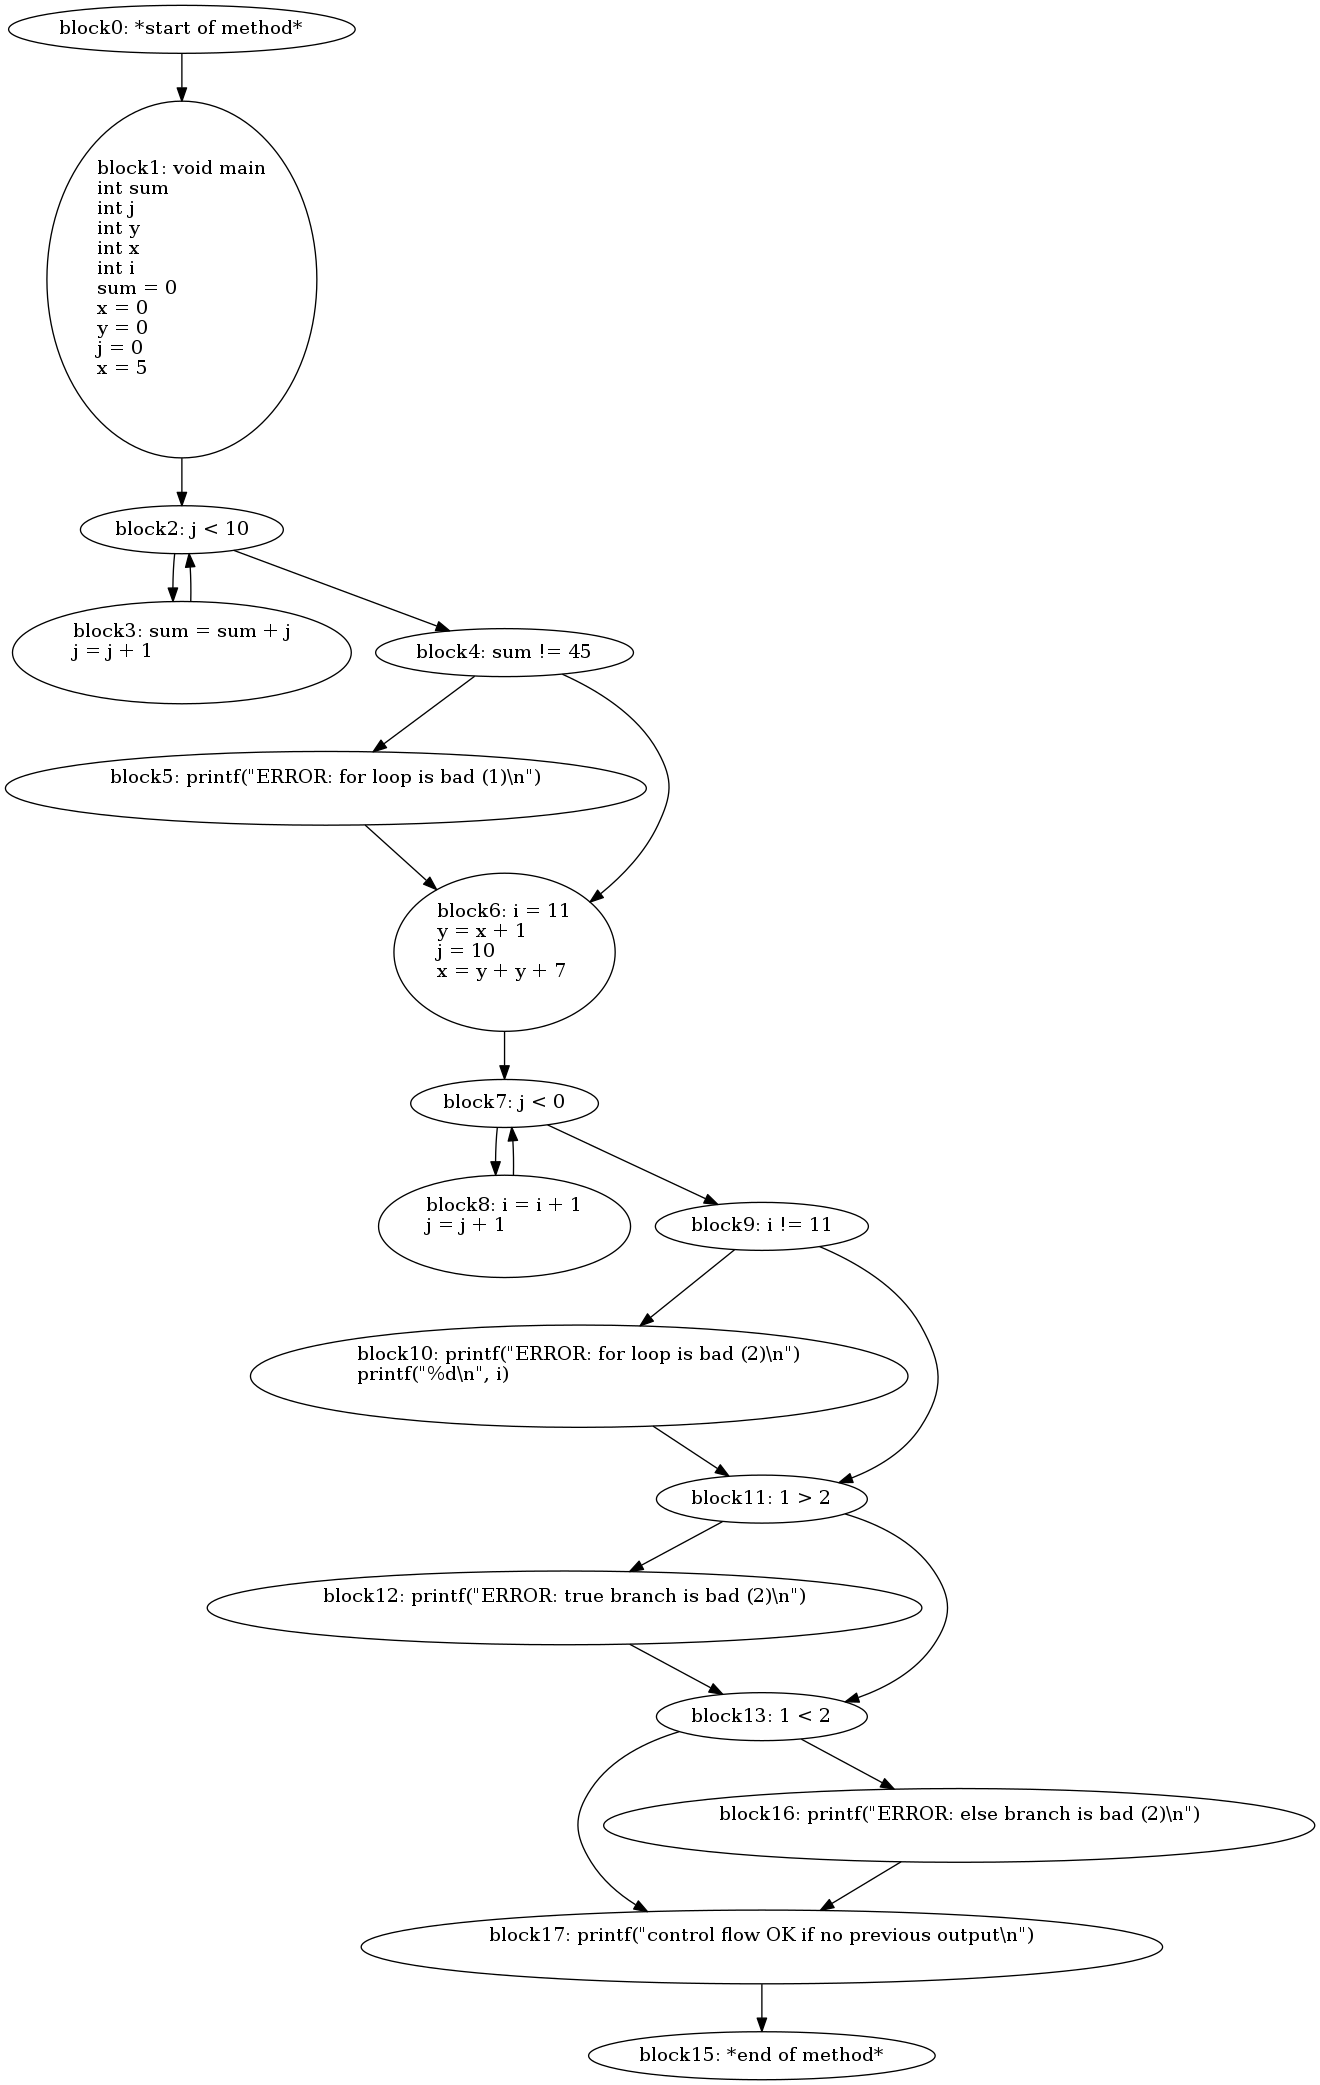 block0: *start of method*
block1: void main
int sum
int j
int y
int x
int i
sum = 0
x = 0
y = 0
j = 0
x = 5
block2: j < 10
block3: sum = sum + j
j = j + 1
block4: sum != 45
block5: printf("ERROR: for loop is bad (1)\n")
block6: i = 11
y = x + 1
j = 10
x = y + y + 7
block7: j < 0
block8: i = i + 1
j = j + 1
block9: i != 11
block10: printf("ERROR: for loop is bad (2)\n")
printf("%d\n", i)
block11: 1 > 2
block12: printf("ERROR: true branch is bad (2)\n")
block13: 1 < 2
block16: printf("ERROR: else branch is bad (2)\n")
block17: printf("control flow OK if no previous output\n")
block15: *end of method*